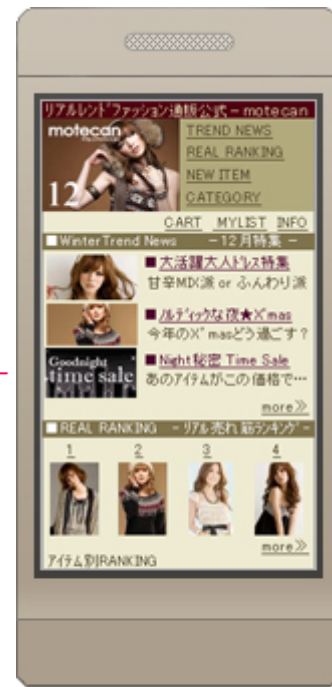 リアルトレンドファッション通販公式-motecan
motecan
12
TREND NEWS
REAL RANKING
NEW ITEM
CATEGORY
CART MYLIST INFO
■WinterTrend News -12月特集-
■大活躍大人ドレス特集
甘辛MIX派 or ふんわり派
■ノルディックな夜★X'mas
今年のX'masどう過ごす?
■Night秘密 Time Sale
Goodnight
time sale
あのアイテムがこの価格で…
more≫
■REAL RANKING -リアル売れ筋ランキング-
1 2 3 4
more≫
アイテム別RANKING